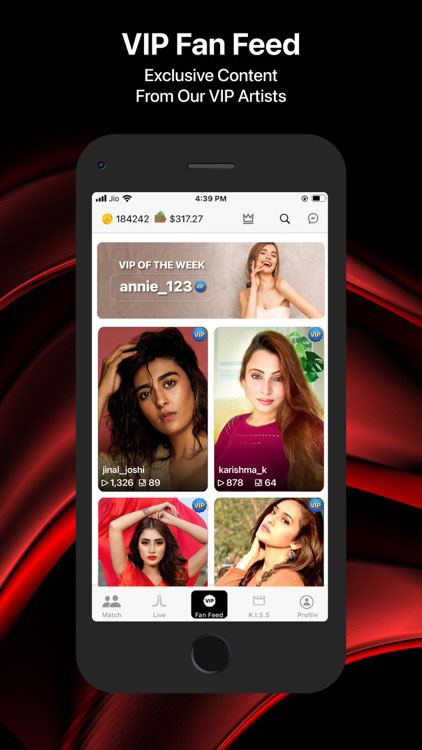 VIP Fan Feed
Exclusive Content
From Our VIP Artists
Jio 4:39 PM
184242 $317.27
VIP OF THE WEEK
annie_123 VIP
VIP VIP
jinal_joshi karishma_k
1,326 89 878 64
VIP VIP
VIP
Match Live Fan Feed K.I.S.S Profile